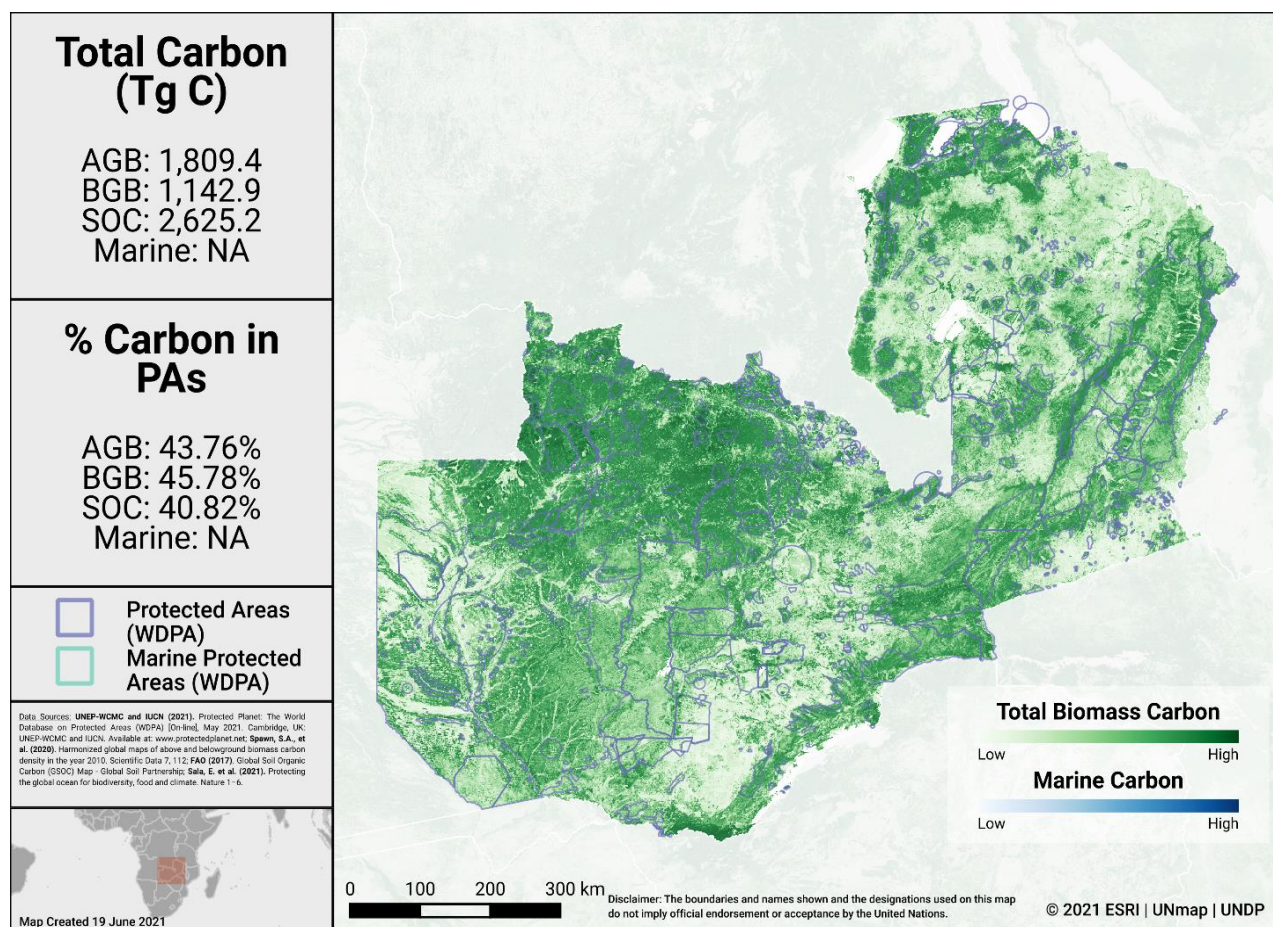 Total Carbon
(Tg C)
AGB: 1,809.4
BGB: 1,142.9
SOC: 2,625.2
Marine: NA
% Carbon in
PAs
AGB: 43.76%
BGB: 45.78%
SOC: 40.82%
Marine: NA
Protected Areas
(WDPA)
Marine Protected
Areas (WDPA)
Data Sources: UNEP-WCMC and IUCN (2021). Protected Planet: The World
Database on Protected Areas (WDPA) [On-line], May 2021. Cambridge, UK:
UNEP-WCMC and IUCN. Available at: www.protectedplanet.net; Spawn, S.A., et
al. (2020). Harmonized global maps of above and belowground biomass carbon
density in the year 2010. Scientific Data 7, 112; FAO (2017). Global Soil Organic
Carbon (GSOC) Map - Global Soil Partnership; Sala, E. et al. (2021). Protecting
the global ocean for biodiversity, food and climate. Nature 1–6.
Map Created 19 June 2021
Total Biomass Carbon
Low High
Marine Carbon
Low High
0 100 200 300 km
Disclaimer: The boundaries and names shown and the designations used on this map
do not imply official endorsement or acceptance by the United Nations.
© 2021 ESRI | UNmap | UNDP